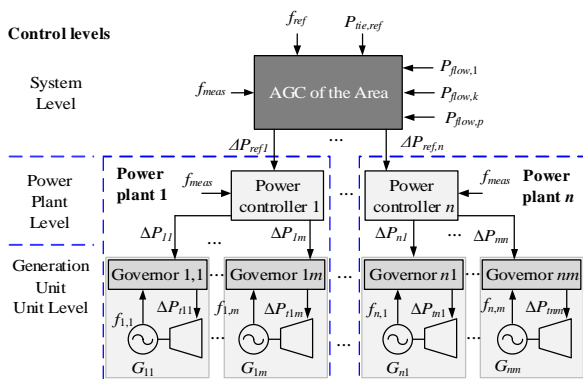 Control levels
f_ref
P_tie,ref
System
Level
f_meas
AGC of the Area
P_flow,1
P_flow,k
P_flow,p
ΔP_ref1
...
ΔP_ref,n
Power
Plant
Level
Power
plant 1
f_meas
Power
controller 1
...
Power
controller n
f_meas
Power
plant n
ΔP_11
...
ΔP_1m
ΔP_n1
...
ΔP_mn
Generation
Unit
Unit Level
Governor 1,1
Governor 1m
...
Governor n1
Governor nm
f_1,1
ΔP_t11
f_1,m
ΔP_t1m
f_n,1
ΔP_tn1
f_n,m
ΔP_tnm
...
...
...
...
G_11
G_1m
...
G_n1
G_nm